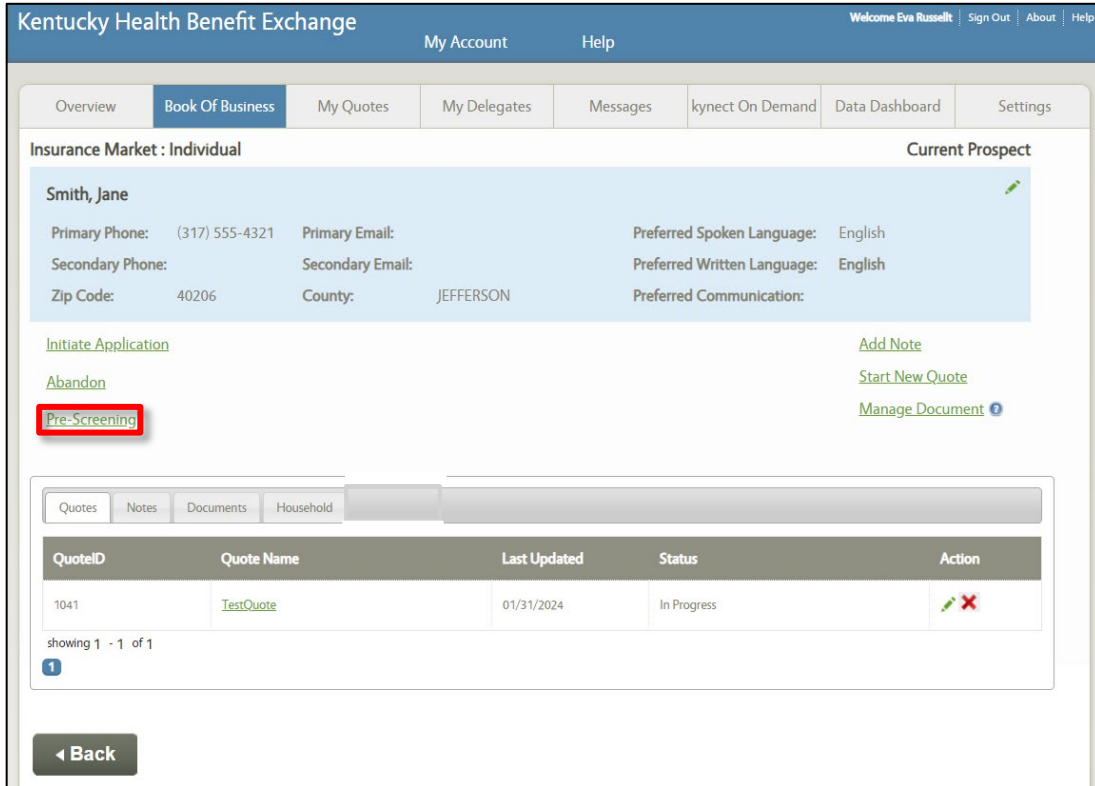 Kentucky Health Benefit Exchange
Welcome Eva Russellt Sign Out About Help
My Account Help
Overview Book Of Business My Quotes My Delegates Messages kynect On Demand Data Dashboard Settings
Insurance Market : Individual Current Prospect
Smith, Jane
Primary Phone: (317) 555-4321 Primary Email: Preferred Spoken Language: English
Secondary Phone: Secondary Email: Preferred Written Language: English
Zip Code: 40206 County: JEFFERSON Preferred Communication:
Initiate Application Add Note
Abandon Start New Quote
Pre-Screening Manage Document ?
Quotes Notes Documents Household
QuoteID Quote Name Last Updated Status Action
1041 TestQuote 01/31/2024 In Progress
showing 1 - 1 of 1
1
Back